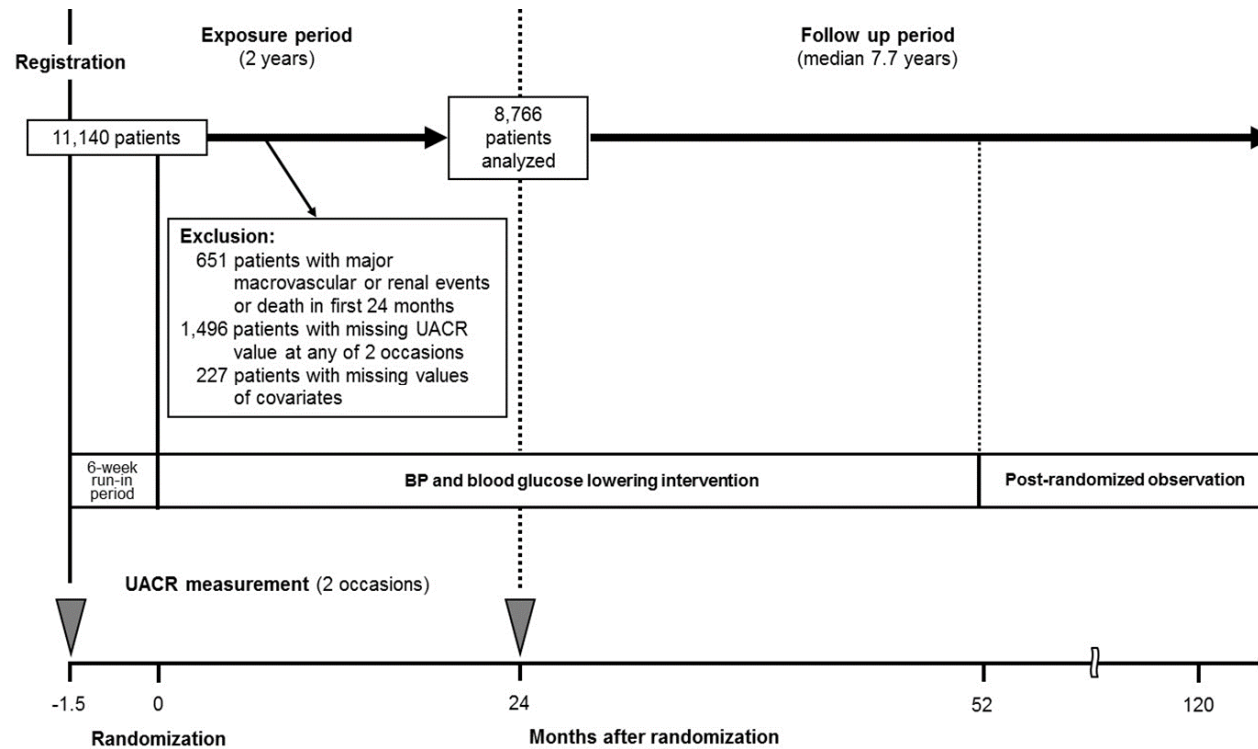 Registration
Exposure period
(2 years)
Follow up period
(median 7.7 years)
11,140 patients
8,766
patients
analyzed
Exclusion:
651 patients with major
macrovascular or renal events
or death in first 24 months
1,496 patients with missing UACR
value at any of 2 occasions
227 patients with missing values
of covariates
6-week
run-in
period
BP and blood glucose lowering intervention
Post-randomized observation
UACR measurement (2 occasions)
-1.5
0
24
52
120
Randomization
Months after randomization